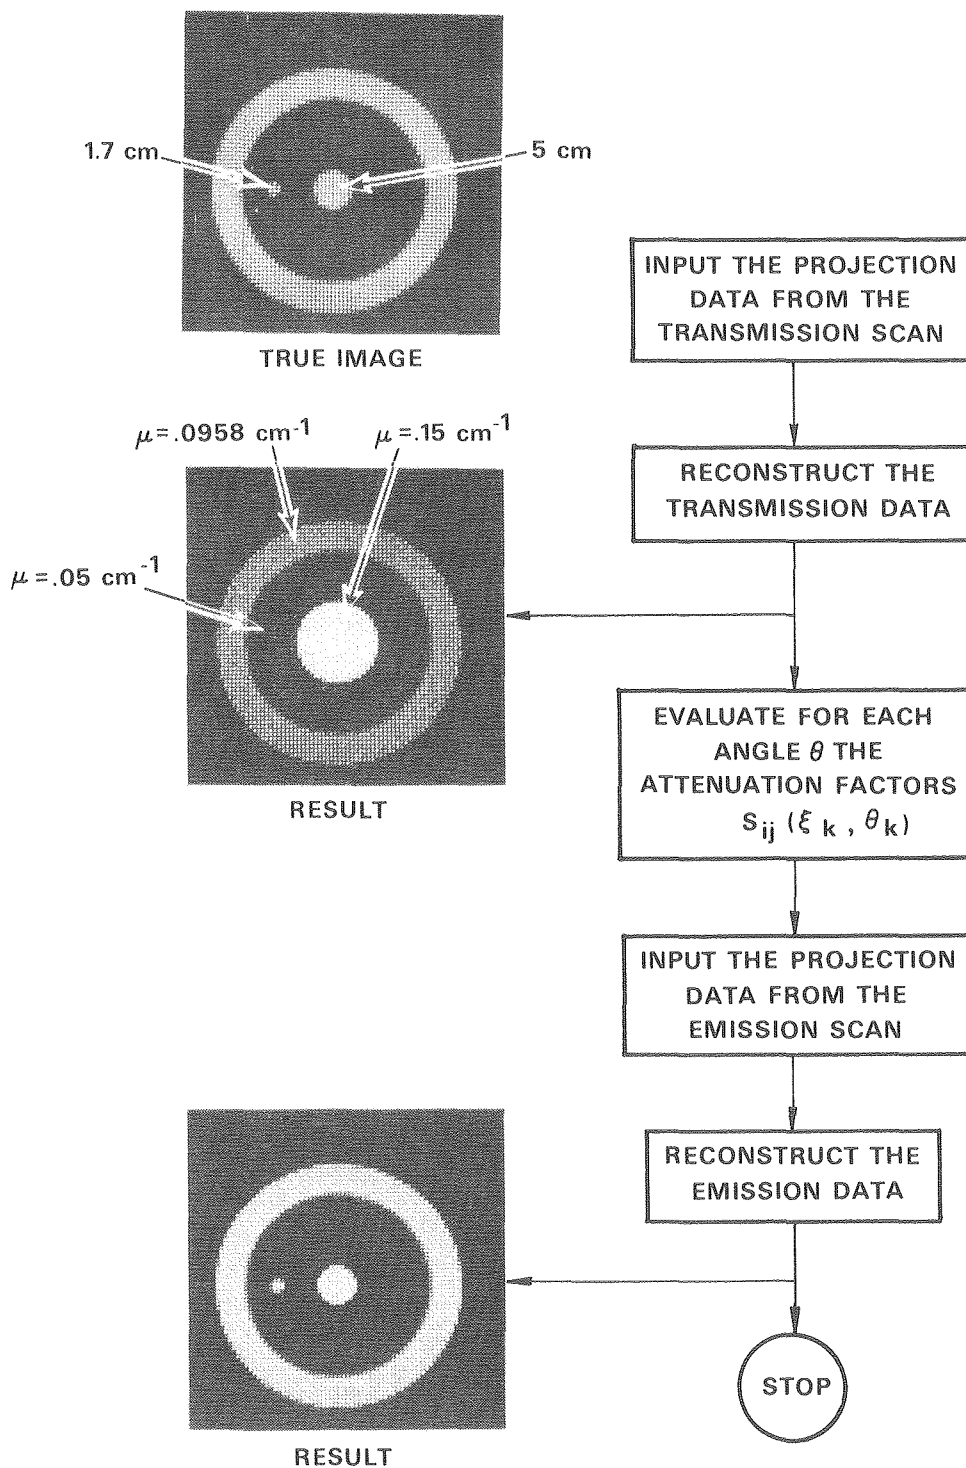 1.7 cm
5 cm
TRUE IMAGE
μ=.0958 cm-1
μ=.15 cm-1
μ=.05 cm-1
RESULT
RESULT
INPUT THE PROJECTION
DATA FROM THE
TRANSMISSION SCAN
RECONSTRUCT THE
TRANSMISSION DATA
EVALUATE FOR EACH
ANGLE θ THE
ATTENUATION FACTORS
Sij (ξk, θk)
INPUT THE PROJECTION
DATA FROM THE
EMISSION SCAN
RECONSTRUCT THE
EMISSION DATA
STOP